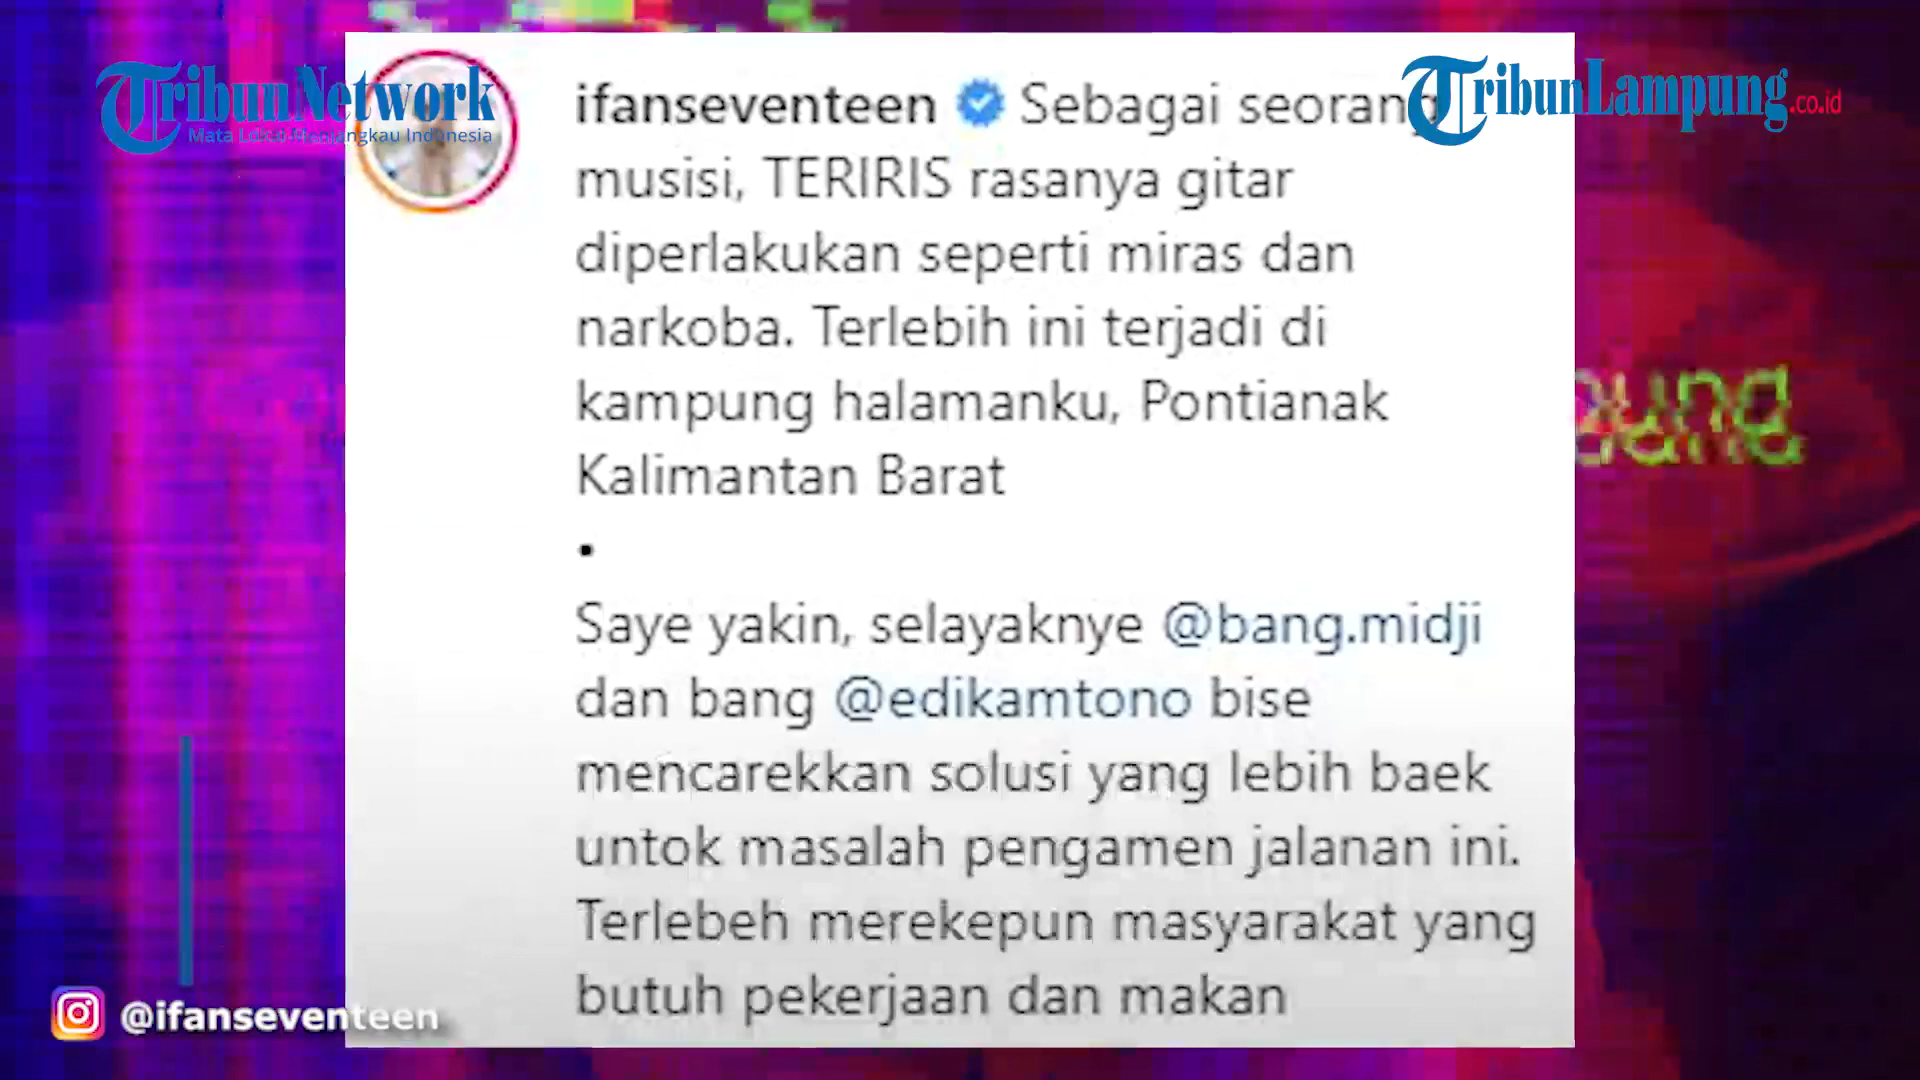 TribunNetwork
Mata Lokal Menjangkau Indonesia
TribunLampung.co.id
ifanseventeen Sebagai seorang
musisi, TERIRIS rasanya gitar
diperlakukan seperti miras dan
narkoba. Terlebih ini terjadi di
kampung halamanku, Pontianak
Kalimantan Barat
•
Saye yakin, selayaknye @bang.midji
dan bang @edikamtono bise
mencarekkan solusi yang lebih baek
untok masalah pengamen jalanan ini.
Terlebeh merekepun masyarakat yang
butuh pekerjaan dan makan
@ifanseventeen